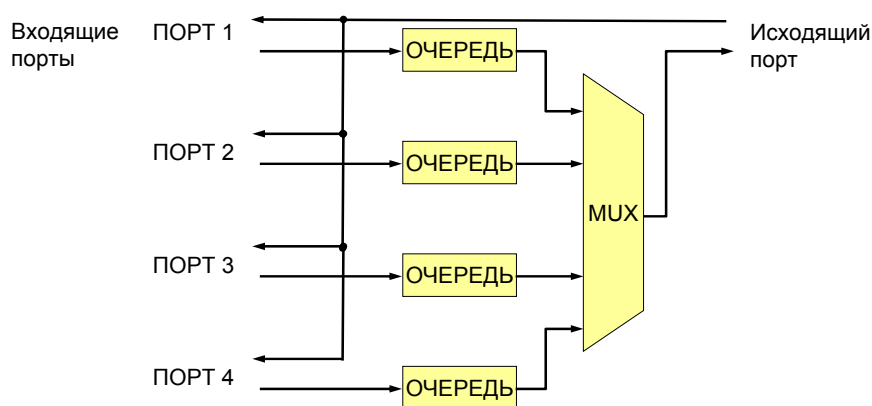 Входящие
порты
ПОРТ 1
ОЧЕРЕДЬ
Исходящий
порт
ПОРТ 2
ОЧЕРЕДЬ
MUX
ПОРТ 3
ОЧЕРЕДЬ
ПОРТ 4
ОЧЕРЕДЬ